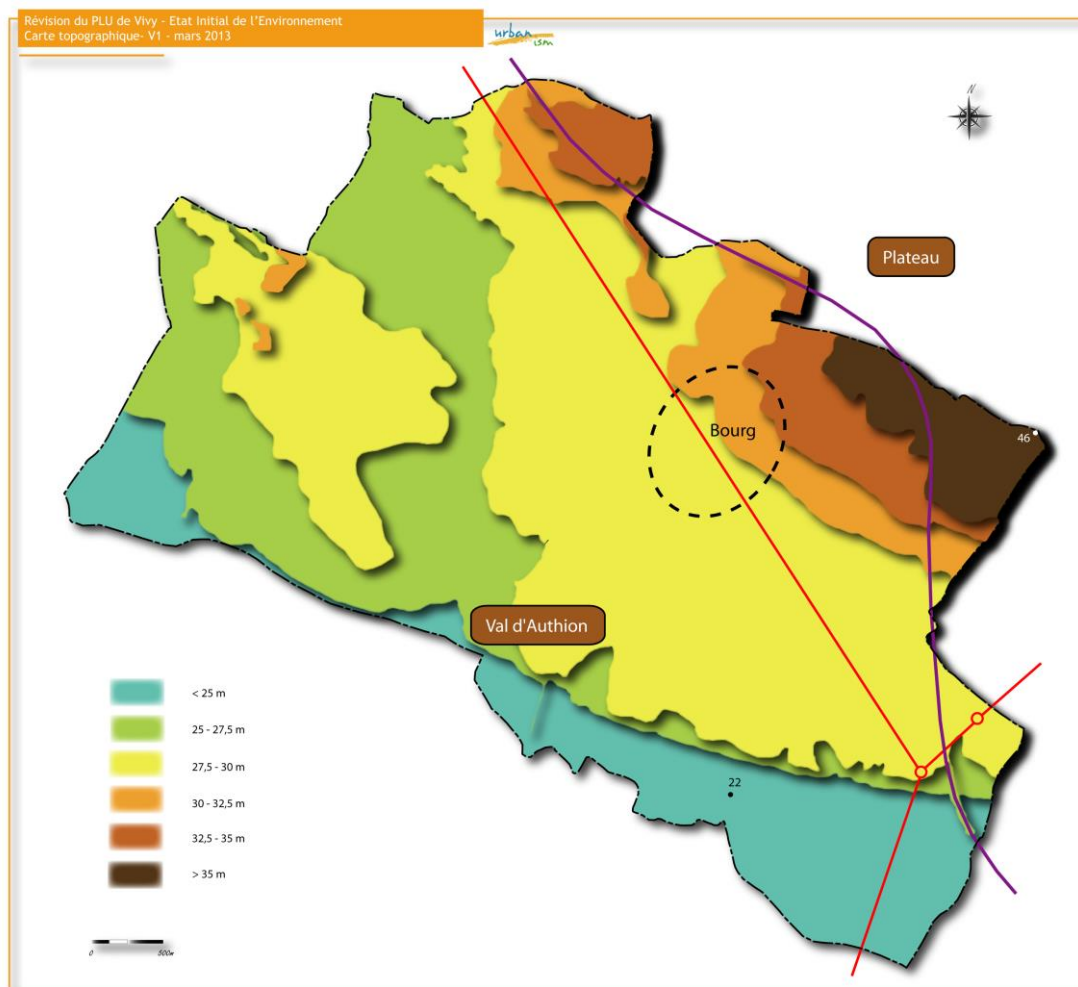 Révision du PLU de Vivy - Etat Initial de l'Environnement
Carte topographique- V1 - mars 2013
urban
ism
N
Plateau
46
Bourg
Val d'Authion
22
< 25 m
25 - 27,5 m
27,5 - 30 m
30 - 32,5 m
32,5 - 35 m
> 35 m
0 500m